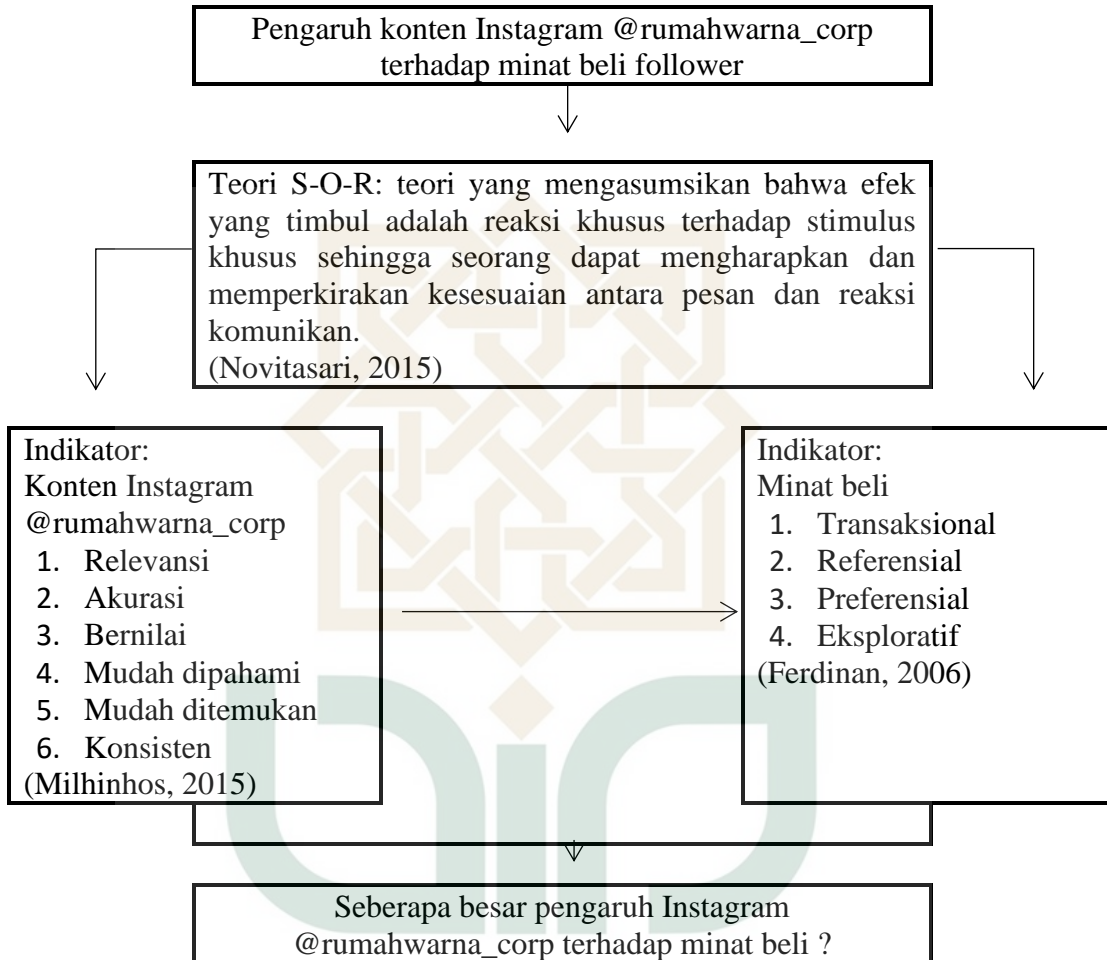 Pengaruh konten Instagram @rumahwarna_corp
terhadap minat beli follower
Teori S-O-R: teori yang mengasumsikan bahwa efek
yang timbul adalah reaksi khusus terhadap stimulus
khusus sehingga seorang dapat mengharapkan dan
memperkirakan kesesuaian antara pesan dan reaksi
komunikan.
(Novitasari, 2015)
Indikator:
Konten Instagram
@rumahwarna_corp
1. Relevansi
2. Akurasi
3. Bernilai
4. Mudah dipahami
5. Mudah ditemukan
6. Konsisten
(Milhinhos, 2015)
Indikator:
Minat beli
1. Transaksional
2. Referensial
3. Preferensial
4. Eksploratif
(Ferdinan, 2006)
Seberapa besar pengaruh Instagram
@rumahwarna_corp terhadap minat beli ?